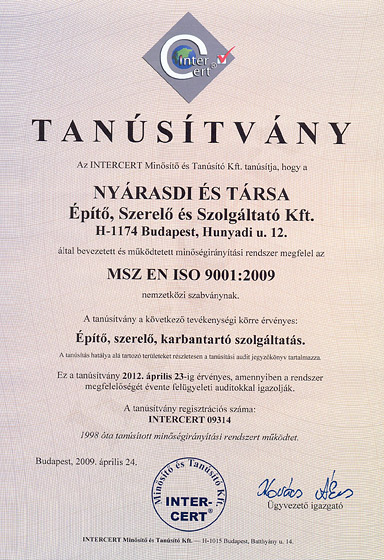 inter
cert®
TANÚSÍTVÁNY
Az INTERCERT Minősítő és Tanúsító Kft. tanúsítja, hogy a
NYÁRASDI ÉS TÁRSA
Építő, Szerelő és Szolgáltató Kft.
H-1174 Budapest, Hunyadi u. 12.
által bevezetett és működtetett minőségirányítási rendszer megfelel az
MSZ EN ISO 9001:2009
nemzetközi szabványnak.
A tanúsítvány a következő tevékenységi körre érvényes:
Építő, szerelő, karbantartó szolgáltatás.
A tanúsítás hatálya alá tartozó területeket részletesen a tanúsítási audit jegyzőkönyv tartalmazza.
Ez a tanúsítvány 2012. április 23-ig érvényes, amennyiben a rendszer
megfelelőségét évente felügyeleti auditokkal igazolják.
A tanúsítvány regisztrációs száma:
INTERCERT 09314
1998 óta tanúsított minőségirányítási rendszert működtet.
Budapest, 2009. április 24.
Minősítő és Tanúsító Kft.
INTER-
CERT®
Kovács Ákos
Ügyvezető igazgató
INTERCERT Minősítő és Tanúsító Kft. — H-1015 Budapest, Batthyány u. 14.